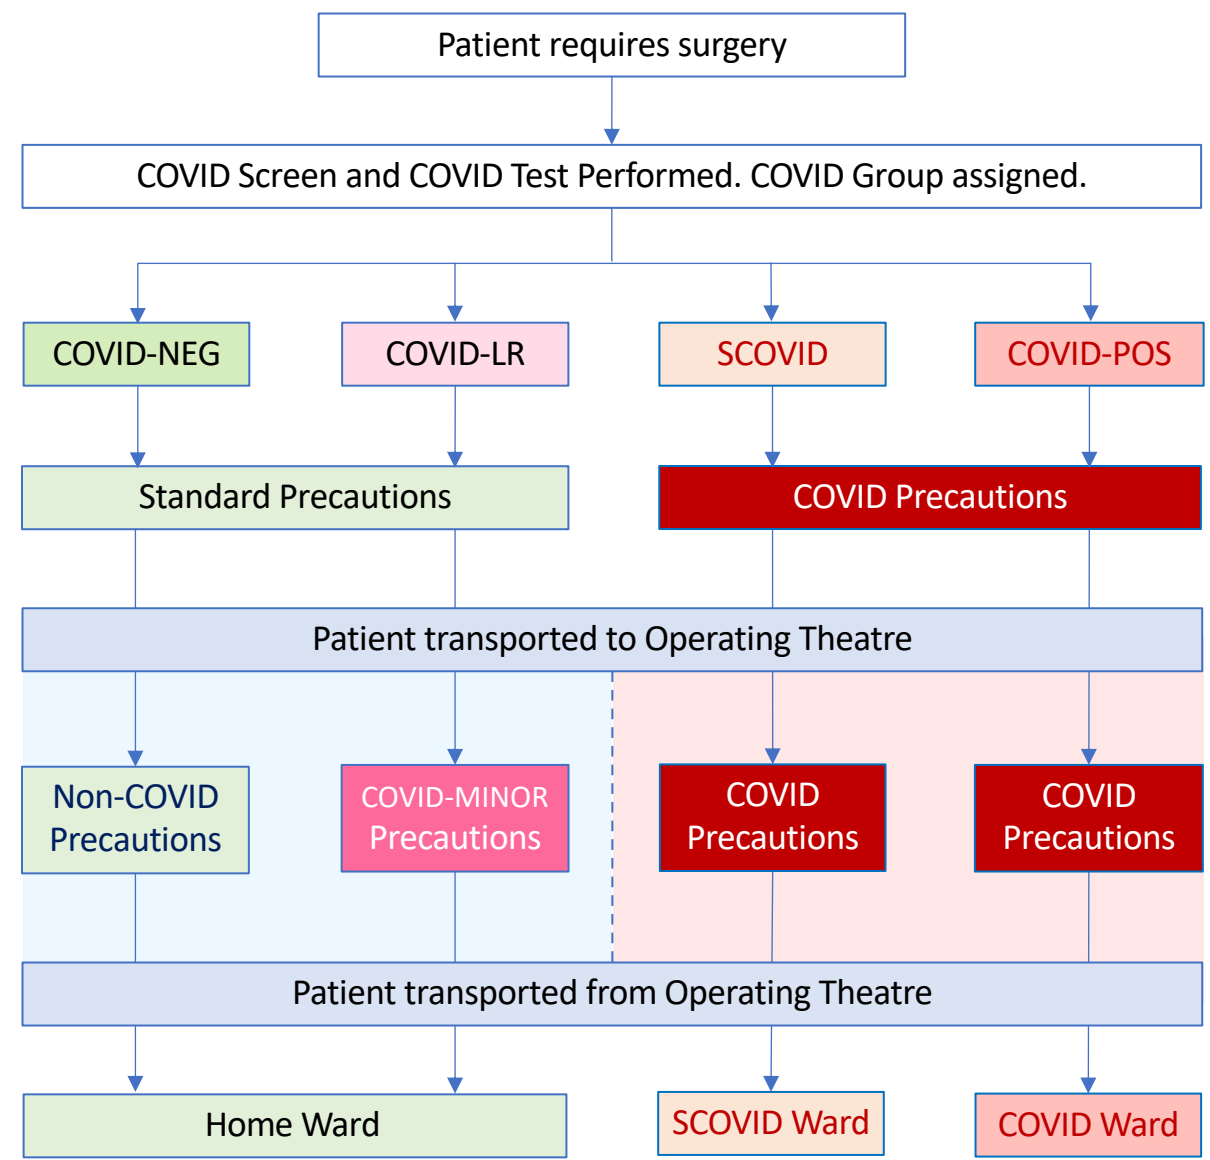 Patient requires surgery
COVID Screen and COVID Test Performed. COVID Group assigned.
COVID-NEG
COVID-LR
SCOVID
COVID-POS
Standard Precautions
COVID Precautions
Patient transported to Operating Theatre
Non-COVID
Precautions
COVID-MINOR
Precautions
COVID
Precautions
COVID
Precautions
Patient transported from Operating Theatre
Home Ward
SCOVID Ward
COVID Ward